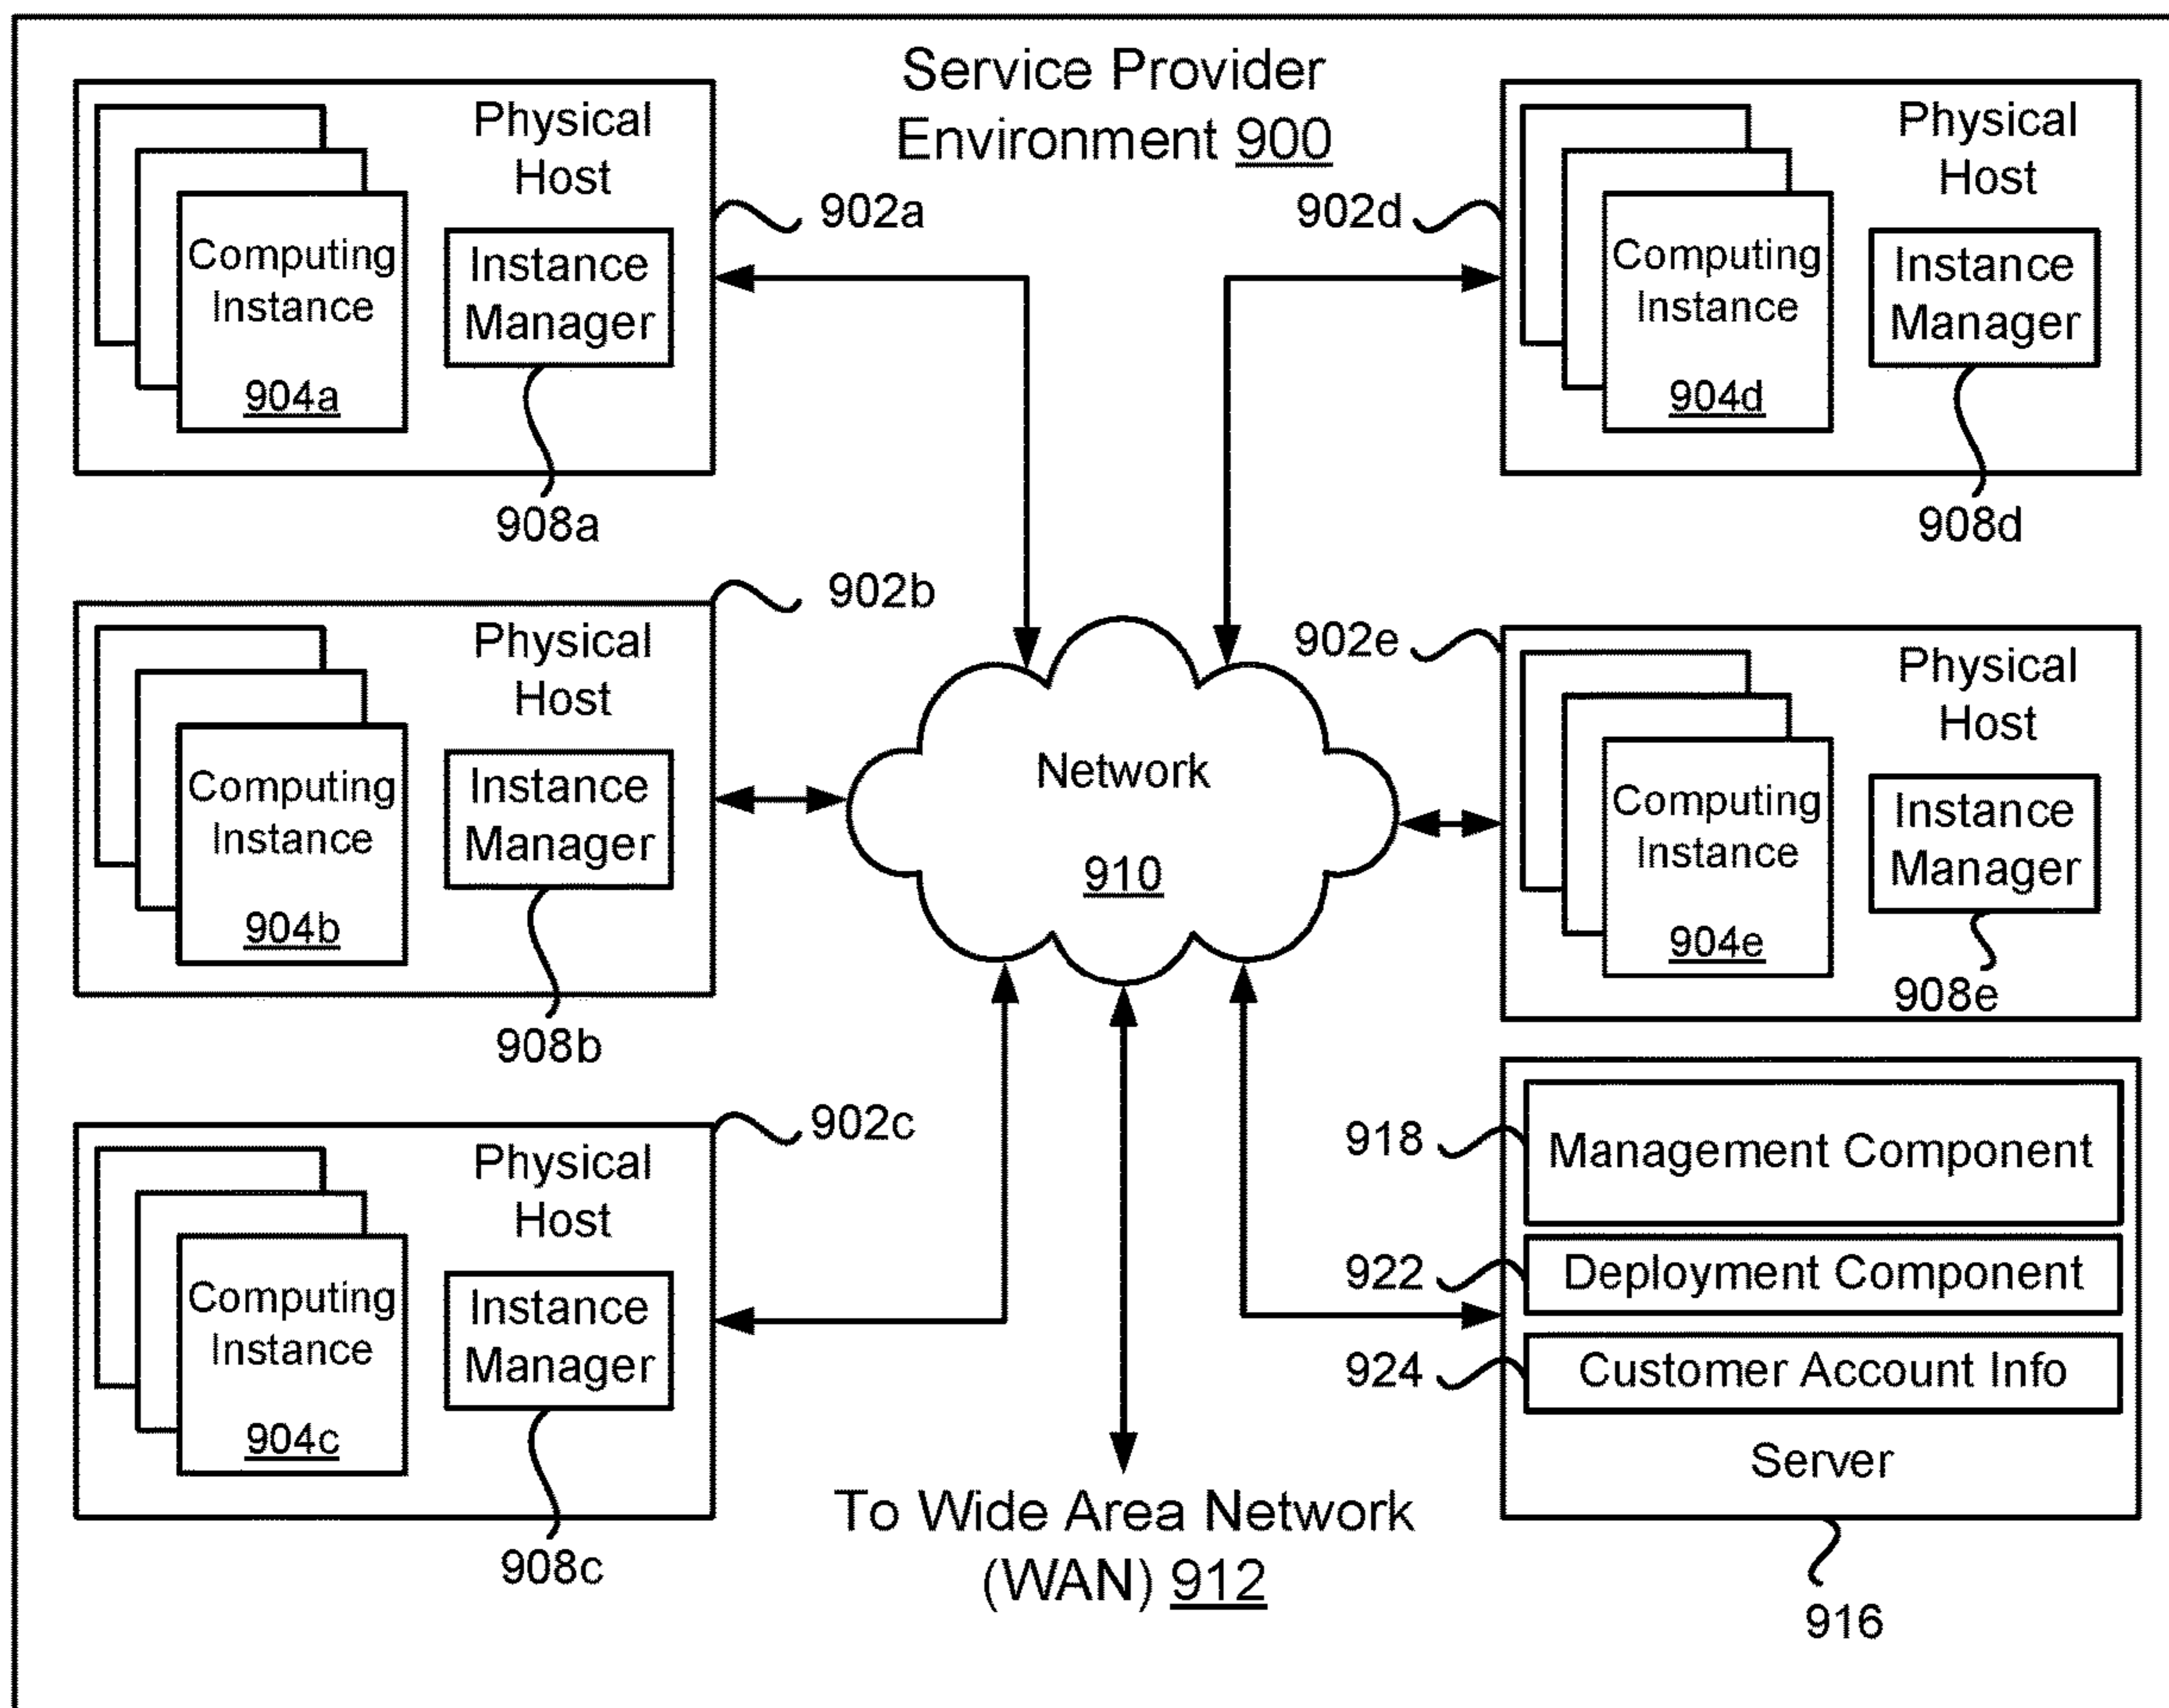 Service Provider
Environment 900
Physical
Host
902a
Computing
Instance
904a
Instance
Manager
908a
902d
Physical
Host
Computing
Instance
904d
Instance
Manager
908d
902b
Physical
Host
Computing
Instance
904b
Instance
Manager
908b
Network
910
902e
Physical
Host
Computing
Instance
904e
Instance
Manager
908e
902c
Physical
Host
Computing
Instance
904c
Instance
Manager
908c
To Wide Area Network
(WAN) 912
918
Management Component
922
Deployment Component
924
Customer Account Info
Server
916